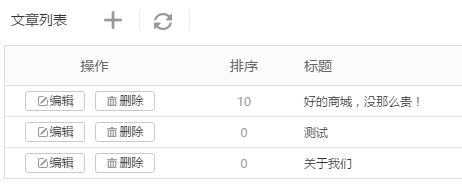 文章列表
操作 排序 标题
编辑 删除 10 好的商城，没那么贵！
编辑 删除 0 测试
编辑 删除 0 关于我们